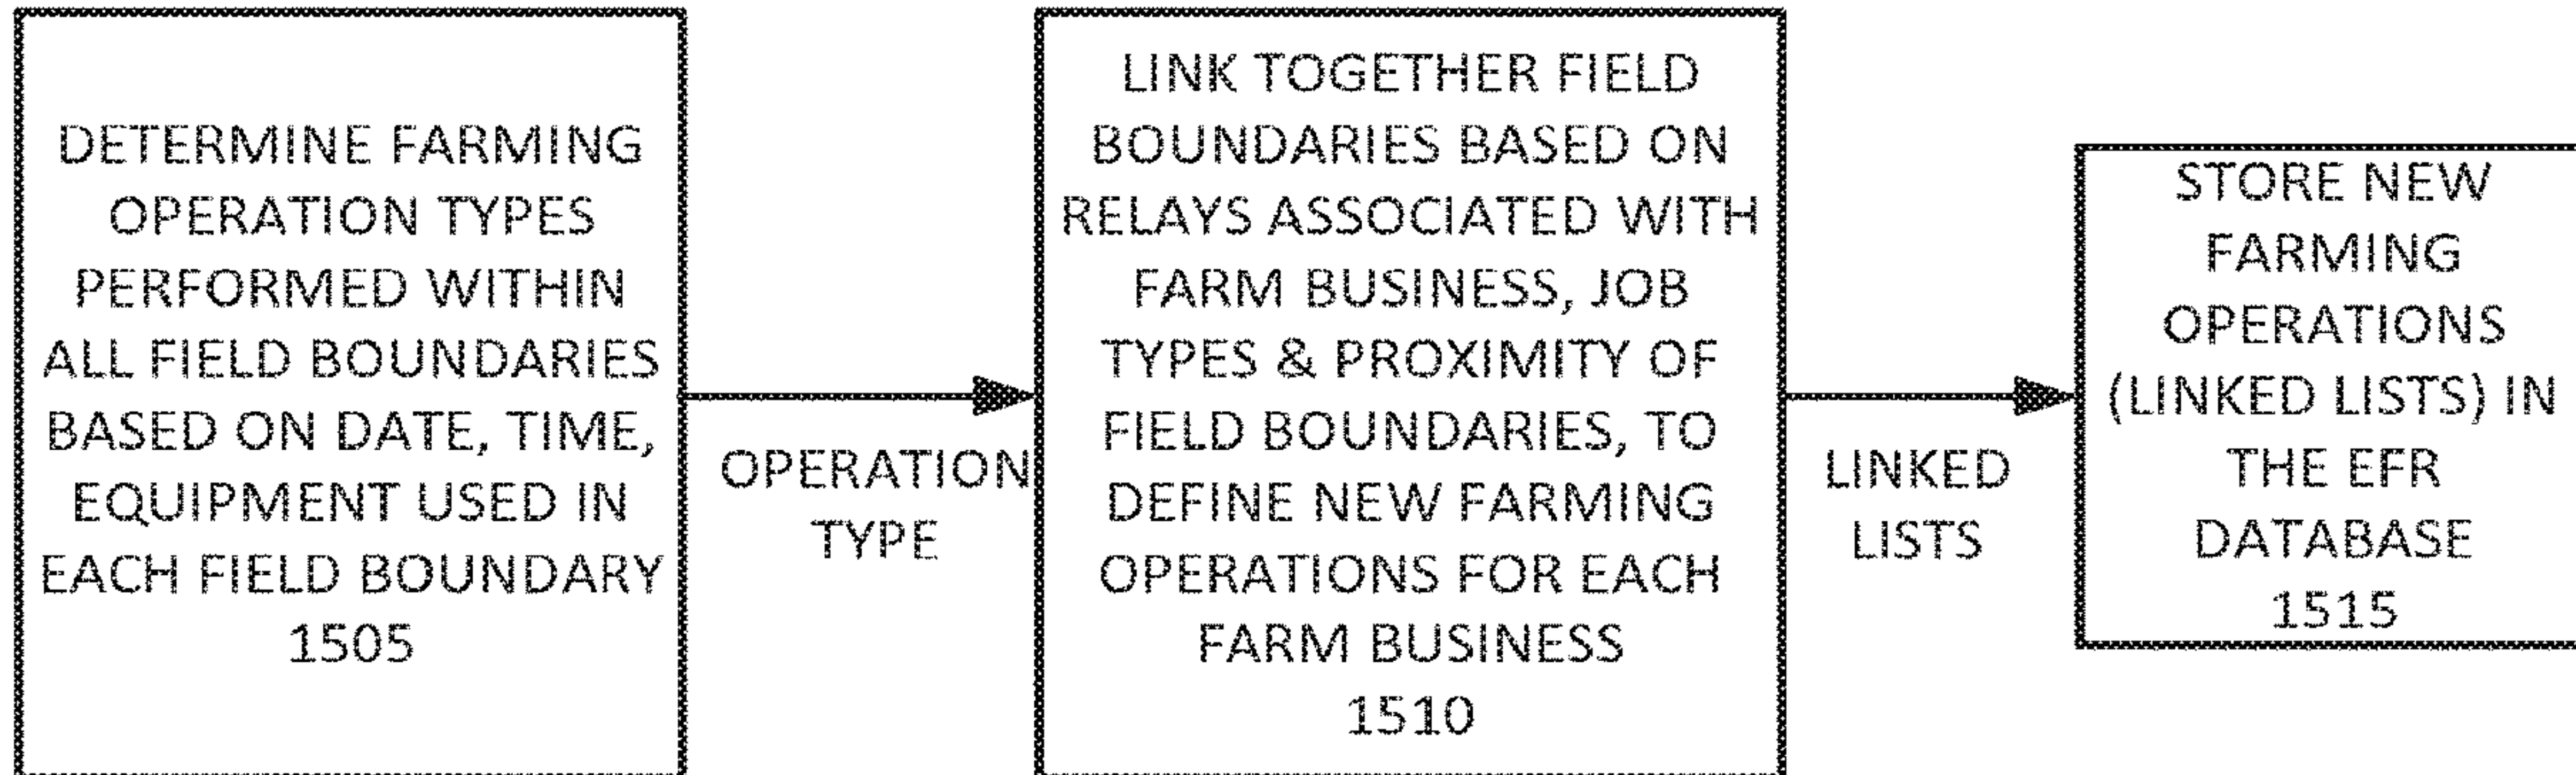 DETERMINE FARMING
OPERATION TYPES
PERFORMED WITHIN
ALL FIELD BOUNDARIES
BASED ON DATE, TIME,
EQUIPMENT USED IN
EACH FIELD BOUNDARY
1505
OPERATION
TYPE
LINK TOGETHER FIELD
BOUNDARIES BASED ON
RELAYS ASSOCIATED WITH
FARM BUSINESS, JOB
TYPES & PROXIMITY OF
FIELD BOUNDARIES, TO
DEFINE NEW FARMING
OPERATIONS FOR EACH
FARM BUSINESS
1510
LINKED
LISTS
STORE NEW
FARMING
OPERATIONS
(LINKED LISTS) IN
THE EFR
DATABASE
1515